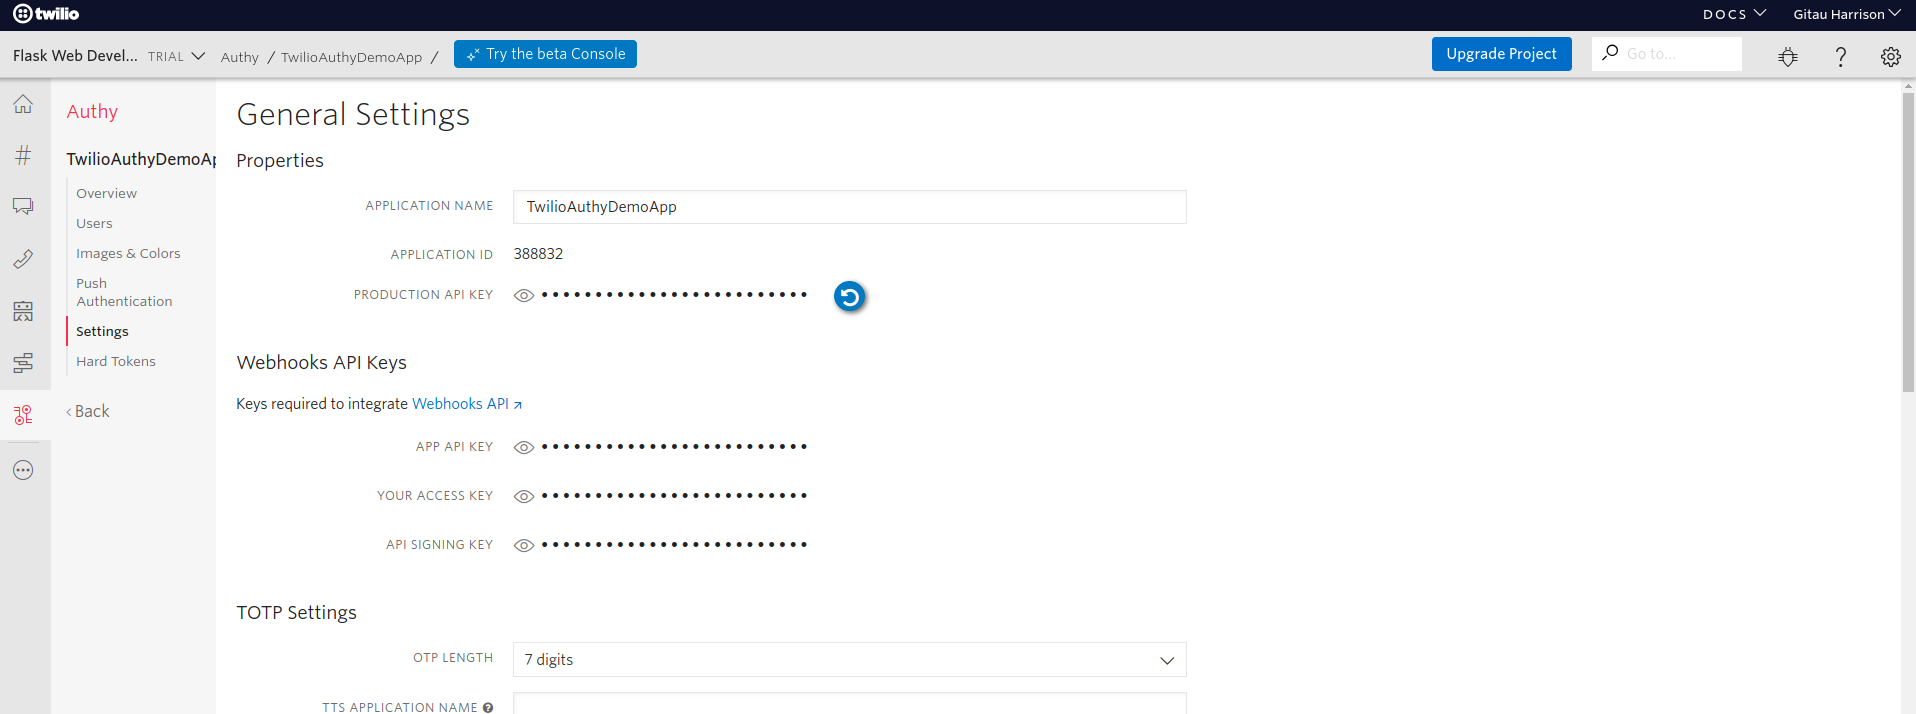 twilio
DOCS
Gitau Harrison
Flask Web Devel... TRIAL
Authy / TwilioAuthyDemoApp /
Try the beta Console
Upgrade Project
Go to...
?
Authy
TwilioAuthyDemoAp
Overview
Users
Images & Colors
Push
Authentication
Settings
Hard Tokens
‹ Back
General Settings
Properties
APPLICATION NAME TwilioAuthyDemoApp
APPLICATION ID 388832
PRODUCTION API KEY •••••••••••••••••••••••••
Webhooks API Keys
Keys required to integrate Webhooks API
APP API KEY •••••••••••••••••••••••••
YOUR ACCESS KEY •••••••••••••••••••••••••
API SIGNING KEY •••••••••••••••••••••••••
TOTP Settings
OTP LENGTH 7 digits
TTS APPLICATION NAME ?